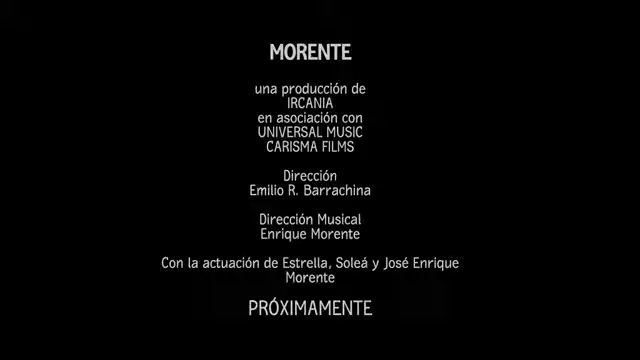 MORENTE
una producción de
IRCANIA
en asociación con
UNIVERSAL MUSIC
CARISMA FILMS
Dirección
Emilio R. Barrachina
Dirección Musical
Enrique Morente
Con la actuación de Estrella, Soleá y José Enrique
Morente
PRÓXIMAMENTE